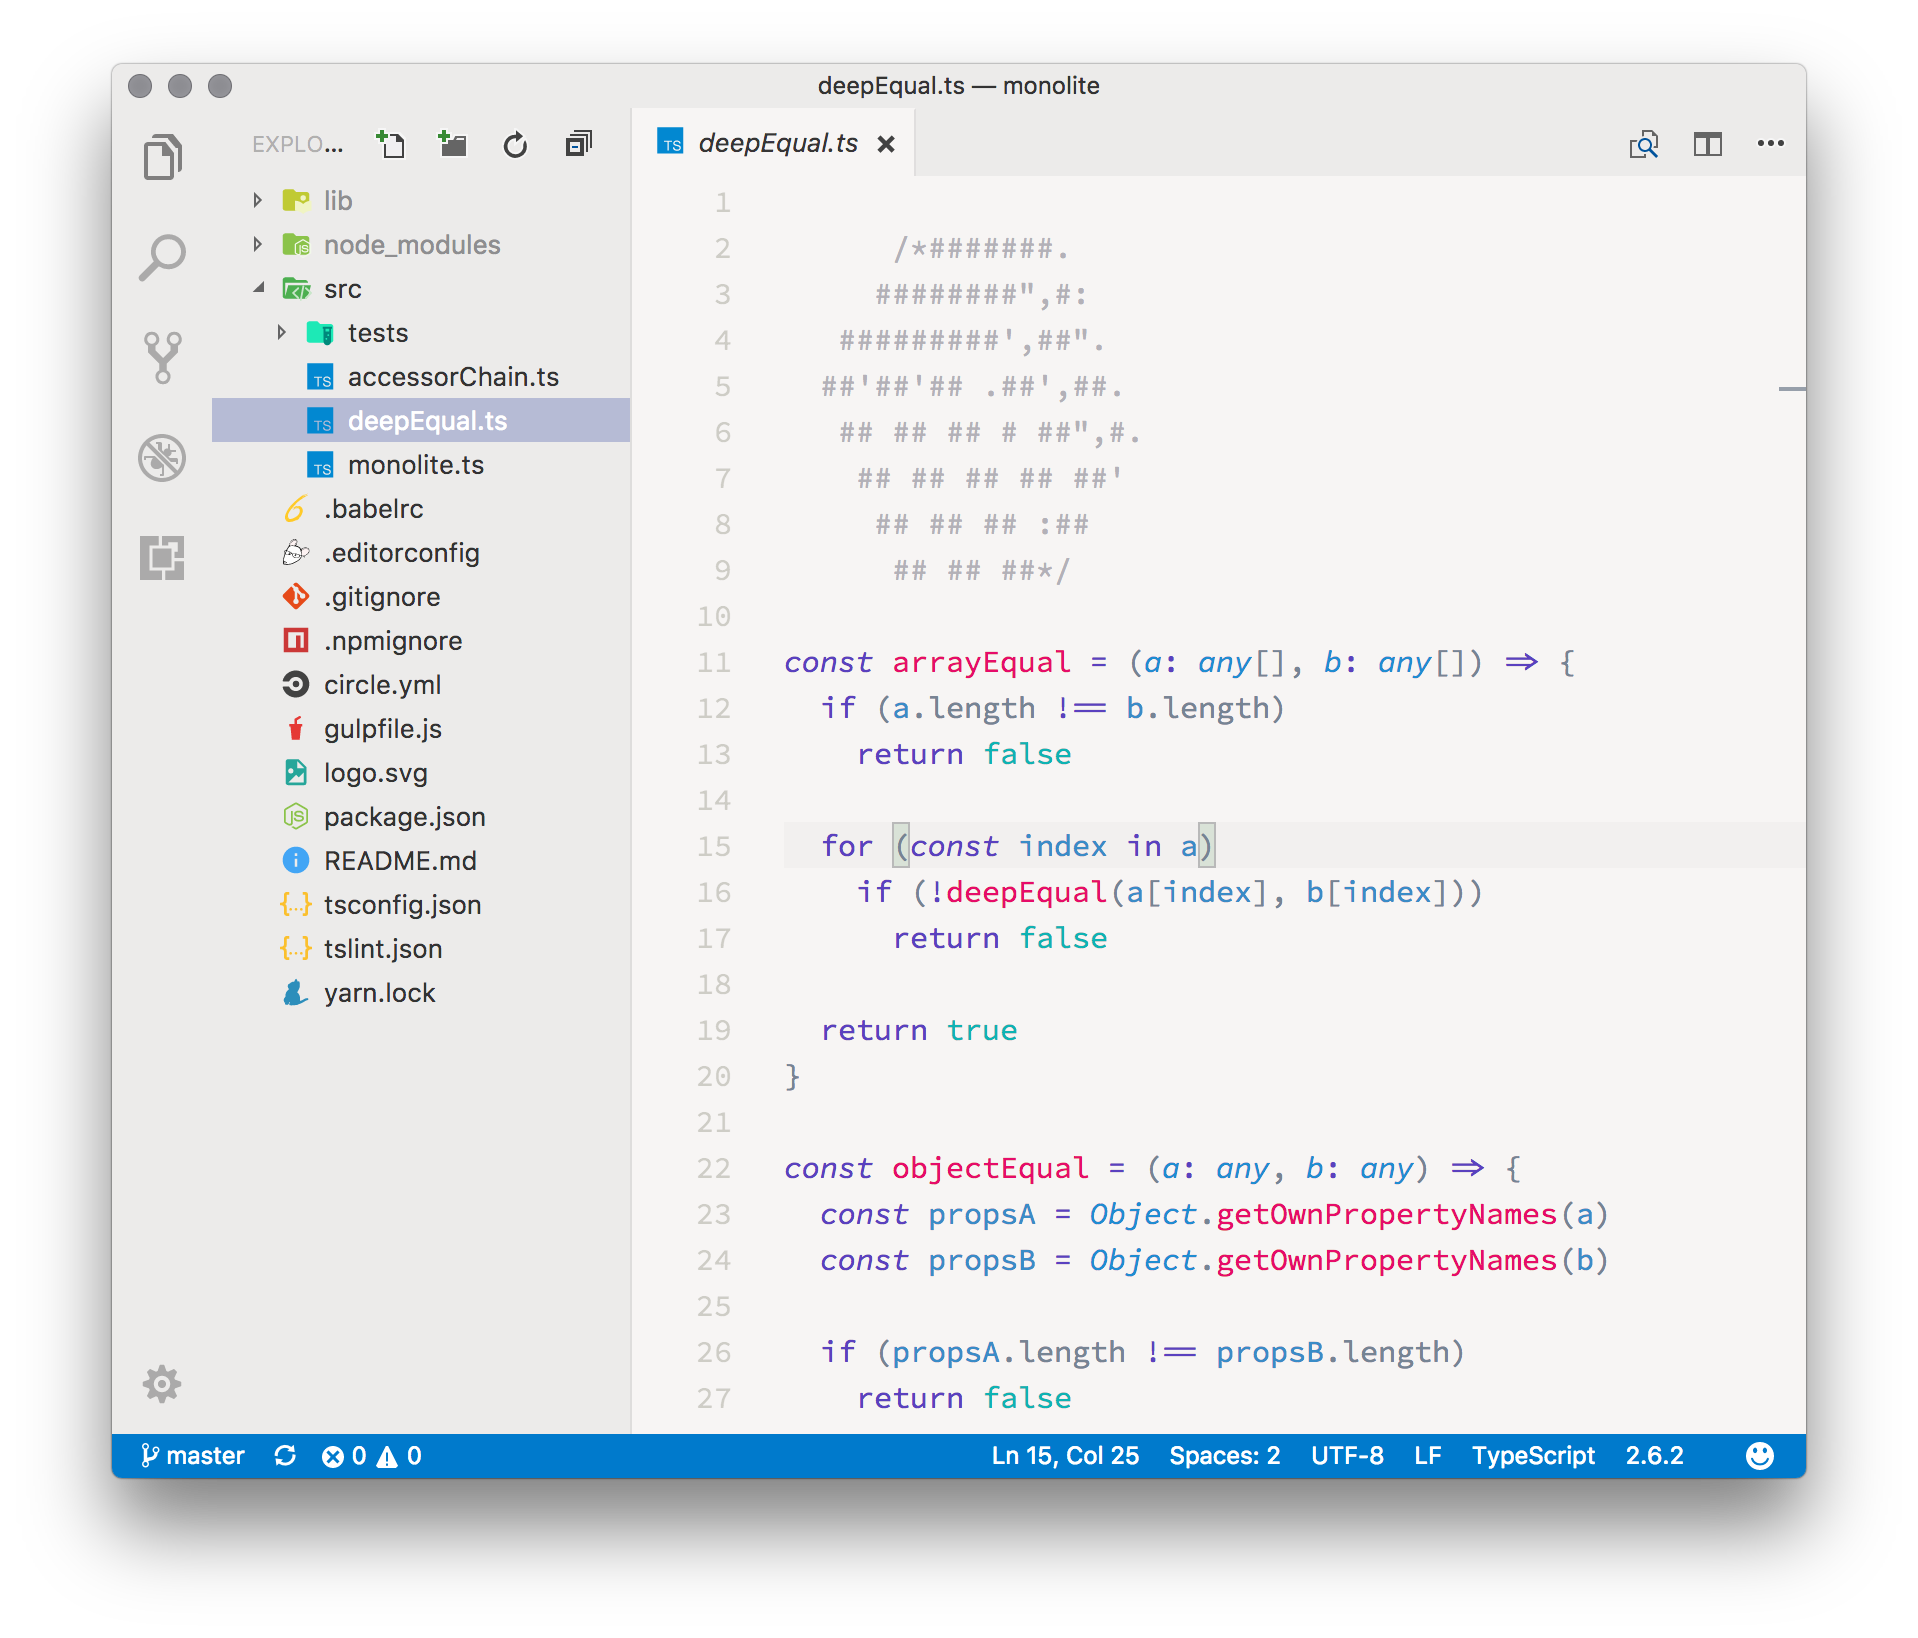 deepEqual.ts — monolite
EXPLO...
lib
node_modules
src
tests
TS accessorChain.ts
TS deepEqual.ts
TS monolite.ts
.babelrc
.editorconfig
.gitignore
.npmignore
circle.yml
gulpfile.js
logo.svg
JS package.json
i README.md
{...} tsconfig.json
{...} tslint.json
yarn.lock
TS deepEqual.ts ×
1
2       /*#######.
3      ########",#:
4    #########',##".
5   ##'##'## .##',##.
6    ## ## ## # ##",#.
7     ## ## ## ## ##'
8      ## ## ## :##
9       ## ## ##*/
10
11 const arrayEqual = (a: any[], b: any[]) => {
12   if (a.length !== b.length)
13     return false
14
15   for (const index in a)
16     if (!deepEqual(a[index], b[index]))
17       return false
18
19   return true
20 }
21
22 const objectEqual = (a: any, b: any) => {
23   const propsA = Object.getOwnPropertyNames(a)
24   const propsB = Object.getOwnPropertyNames(b)
25
26   if (propsA.length !== propsB.length)
27     return false
master 0 0 Ln 15, Col 25 Spaces: 2 UTF-8 LF TypeScript 2.6.2